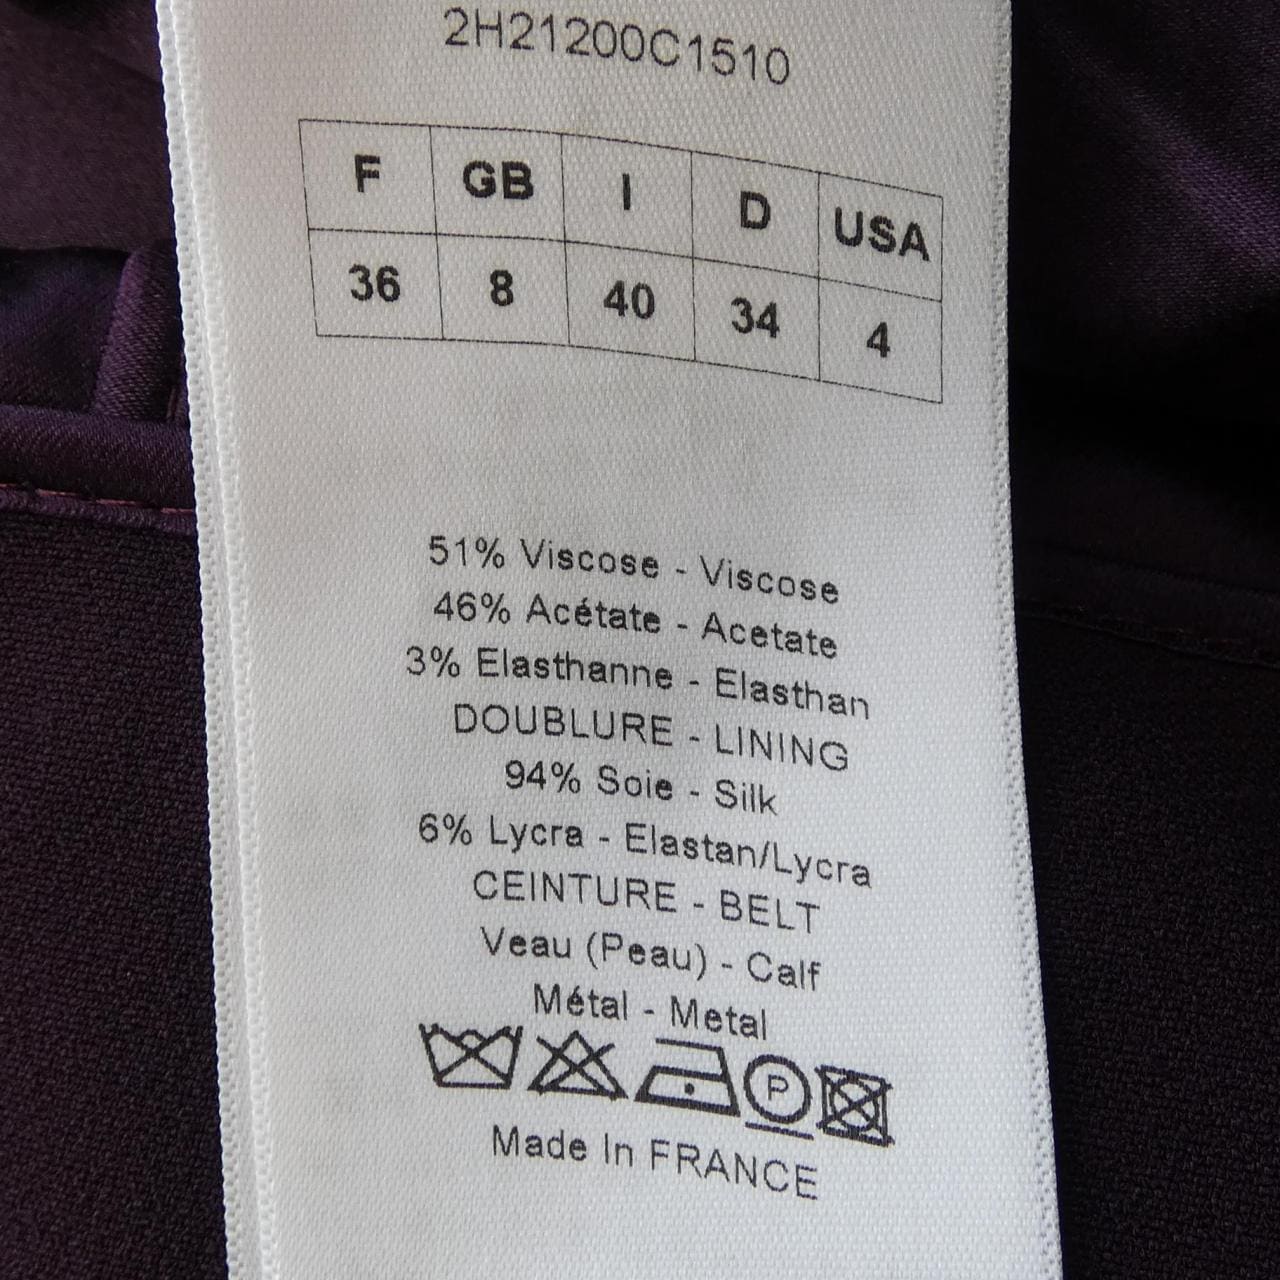 2H21200C1510
F GB I D USA
36 8 40 34 4
51% Viscose - Viscose
46% Acétate - Acetate
3% Elasthanne - Elasthan
DOUBLURE - LINING
94% Soie - Silk
6% Lycra - Elastan/Lycra
CEINTURE - BELT
Veau (Peau) - Calf
Métal - Metal
P
Made In FRANCE